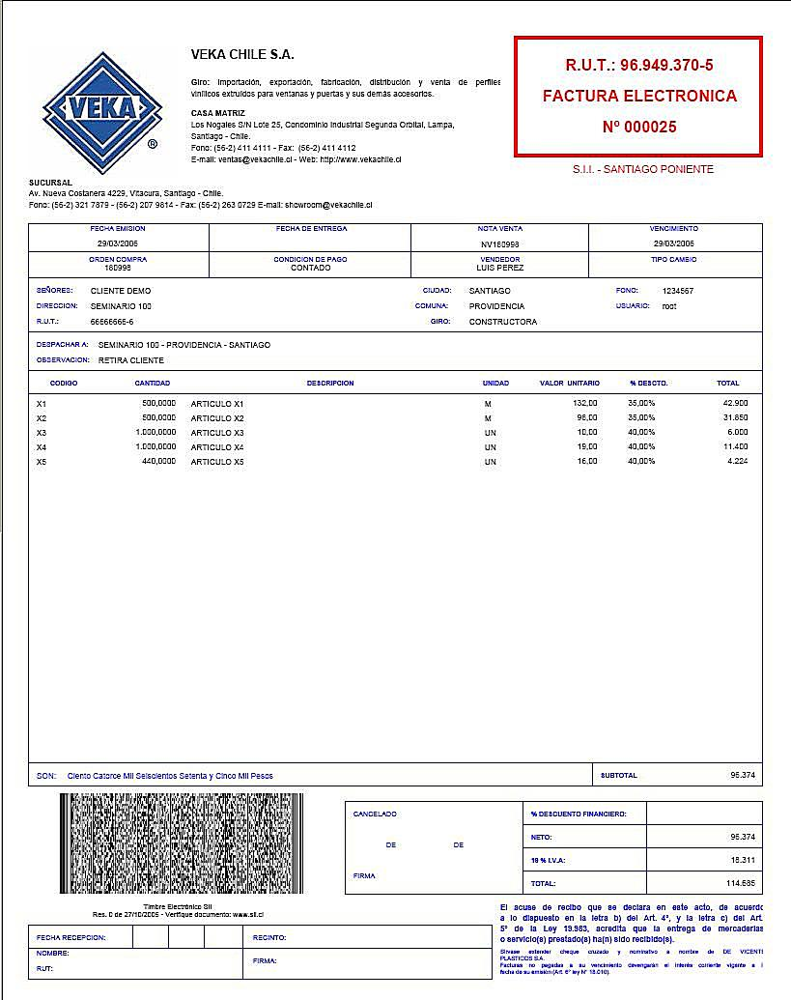 VEKA
®
VEKA CHILE S.A.
Giro: Importación, exportación, fabricación, distribución y venta de perfiles
vinílicos extruídos para ventanas y puertas y sus demás accesorios.
CASA MATRIZ
Los Nogales S/N Lote 25, Condominio Industrial Segunda Orbital, Lampa,
Santiago - Chile.
Fono: (56-2) 411 4111 - Fax: (56-2) 411 4112
E-mail: ventas@vekachile.cl - Web: http://www.vekachile.cl
R.U.T.: 96.949.370-5
FACTURA ELECTRONICA
Nº 000025
S.I.I. - SANTIAGO PONIENTE
SUCURSAL
Av. Nueva Costanera 4229, Vitacura, Santiago - Chile.
Fono: (56-2) 321 7879 - (56-2) 207 9814 - Fax: (56-2) 263 0729 E-mail: showroom@vekachile.cl
FECHA EMISION FECHA DE ENTREGA NOTA VENTA VENCIMIENTO
29/03/2006 NV180998 29/03/2006
ORDEN COMPRA CONDICION DE PAGO VENDEDOR TIPO CAMBIO
180998 CONTADO LUIS PEREZ
SEÑORES: CLIENTE DEMO CIUDAD: SANTIAGO FONO: 1234567
DIRECCION: SEMINARIO 100 COMUNA: PROVIDENCIA USUARIO: root
R.U.T.: 66666666-6 GIRO: CONSTRUCTORA
DESPACHAR A: SEMINARIO 100 - PROVIDENCIA - SANTIAGO
OBSERVACION: RETIRA CLIENTE
CODIGO CANTIDAD DESCRIPCION UNIDAD VALOR UNITARIO % DESCTO. TOTAL
X1 500,0000 ARTICULO X1 M 132,00 35,00% 42.900
X2 500,0000 ARTICULO X2 M 98,00 35,00% 31.850
X3 1.000,0000 ARTICULO X3 UN 10,00 40,00% 6.000
X4 1.000,0000 ARTICULO X4 UN 19,00 40,00% 11.400
X5 440,0000 ARTICULO X5 UN 16,00 40,00% 4.224
SON: Ciento Catorce Mil Seiscientos Setenta y Cinco Mil Pesos SUBTOTAL 96.374
CANCELADO
DE DE
FIRMA
% DESCUENTO FINANCIERO:
NETO: 96.374
19 % I.V.A: 18.311
TOTAL: 114.685
Timbre Electrónico SII
Res. 0 de 27/10/2005 - Verifique documento: www.sii.cl
FECHA RECEPCION: RECINTO:
NOMBRE:
RUT: FIRMA:
El acuse de recibo que se declara en este acto, de acuerdo
a lo dispuesto en la letra b) del Art. 4°, y la letra c) del Art.
5° de la Ley 19.983, acredita que la entrega de mercaderías
o servicio(s) prestado(s) ha(n) sido recibido(s).
Sírvase extender cheque cruzado y nominativo a nombre de DE VICENTE
PLASTICOS S.A.
Facturas no pagadas a su vencimiento devengarán el interés corriente vigente a l
fecha de su emisión (Art. 6° ley N° 18.010).